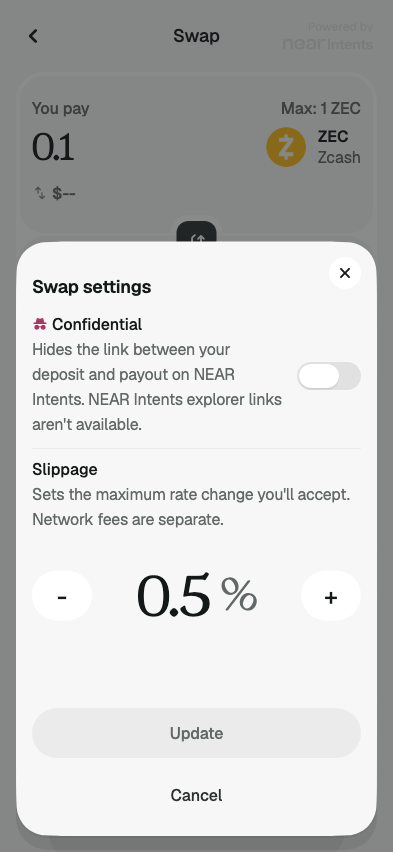 Swap
Powered by
near Intents
You pay
Max: 1 ZEC
0.1
ZEC
Zcash
$--
Swap settings
Confidential
Hides the link between your
deposit and payout on NEAR
Intents. NEAR Intents explorer links
aren't available.
Slippage
Sets the maximum rate change you'll accept.
Network fees are separate.
-
0.5 %
+
Update
Cancel